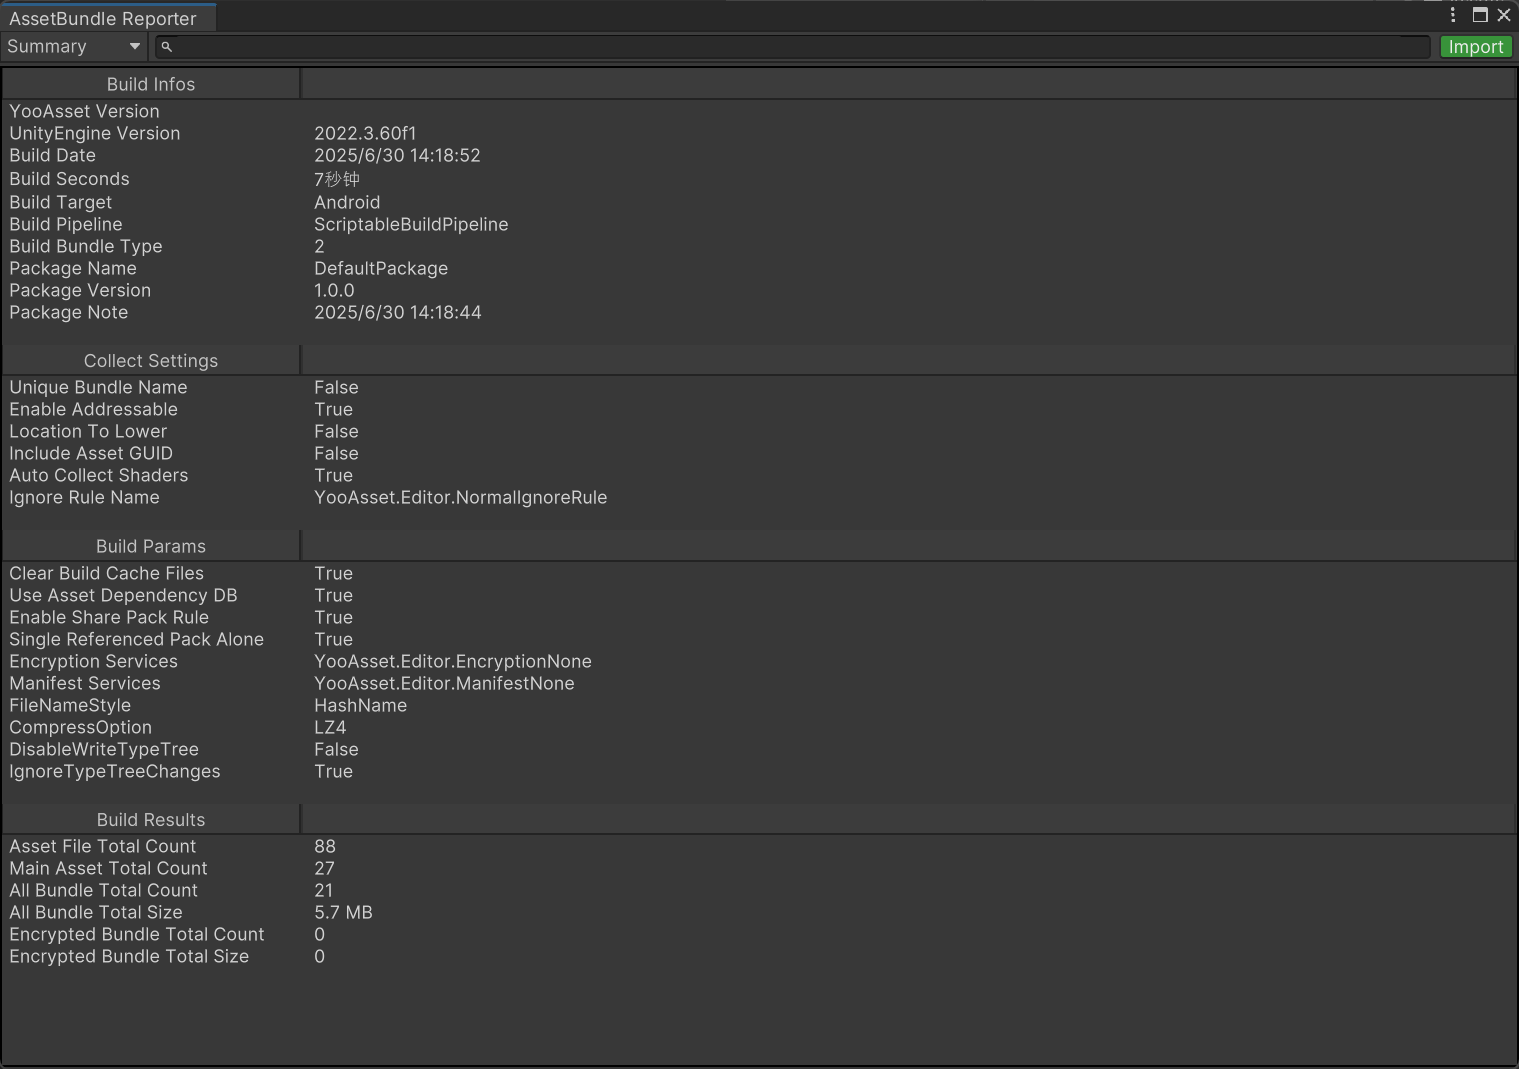 AssetBundle Reporter
Summary
Import
Build Infos
YooAsset Version
UnityEngine Version 2022.3.60f1
Build Date 2025/6/30 14:18:52
Build Seconds 7秒钟
Build Target Android
Build Pipeline ScriptableBuildPipeline
Build Bundle Type 2
Package Name DefaultPackage
Package Version 1.0.0
Package Note 2025/6/30 14:18:44
Collect Settings
Unique Bundle Name False
Enable Addressable True
Location To Lower False
Include Asset GUID False
Auto Collect Shaders True
Ignore Rule Name YooAsset.Editor.NormalIgnoreRule
Build Params
Clear Build Cache Files True
Use Asset Dependency DB True
Enable Share Pack Rule True
Single Referenced Pack Alone True
Encryption Services YooAsset.Editor.EncryptionNone
Manifest Services YooAsset.Editor.ManifestNone
FileNameStyle HashName
CompressOption LZ4
DisableWriteTypeTree False
IgnoreTypeTreeChanges True
Build Results
Asset File Total Count 88
Main Asset Total Count 27
All Bundle Total Count 21
All Bundle Total Size 5.7 MB
Encrypted Bundle Total Count 0
Encrypted Bundle Total Size 0